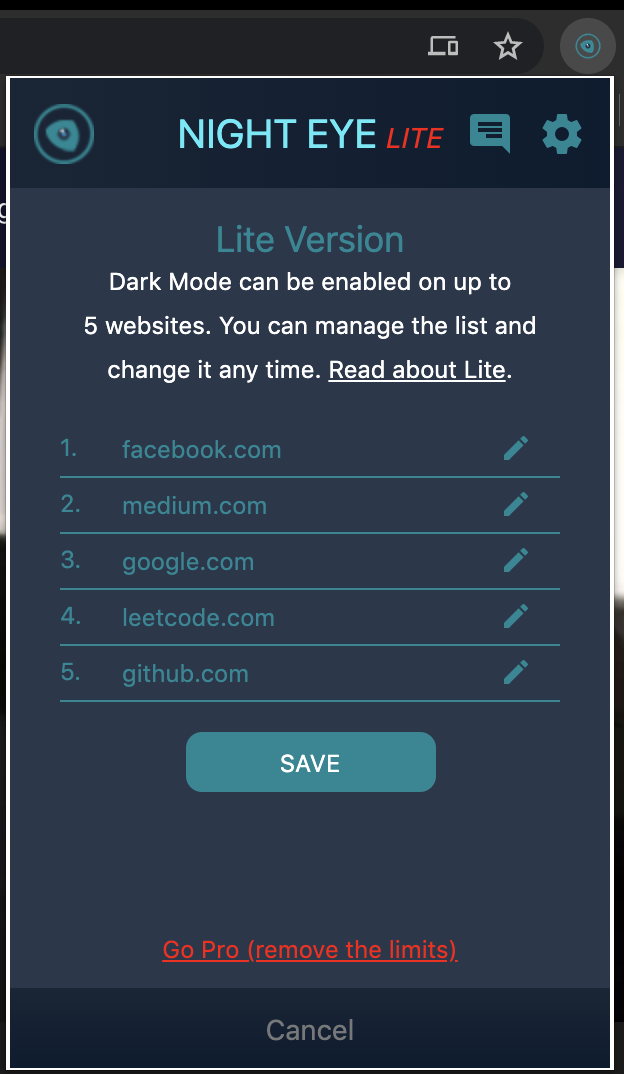 NIGHT EYE LITE
Lite Version
Dark Mode can be enabled on up to
5 websites. You can manage the list and
change it any time. Read about Lite.
1. facebook.com
2. medium.com
3. google.com
4. leetcode.com
5. github.com
SAVE
Go Pro (remove the limits)
Cancel